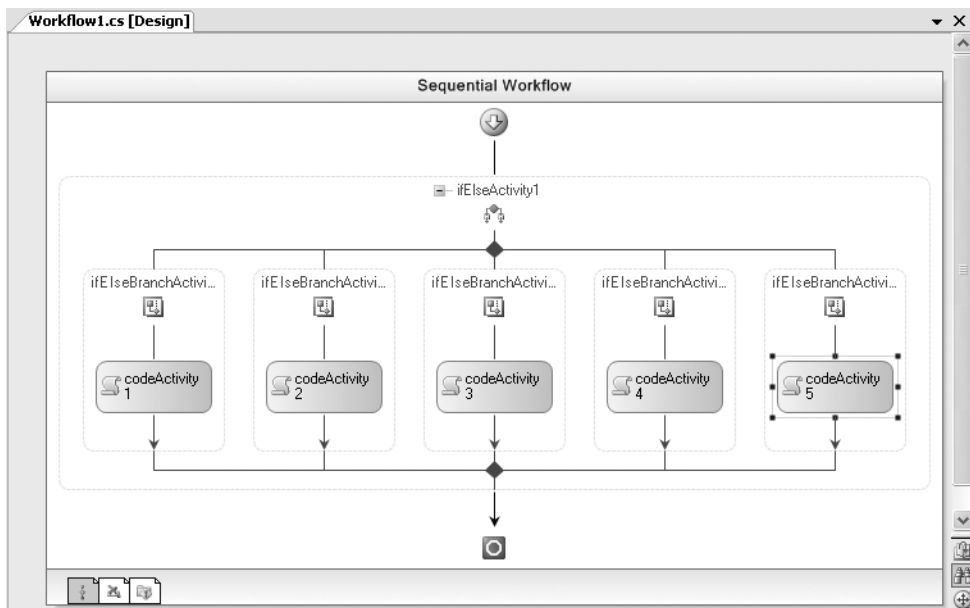 Workflow1.cs [Design]
Sequential Workflow
ifElseActivity1
ifElseBranchActivi...
ifElseBranchActivi...
ifElseBranchActivi...
ifElseBranchActivi...
ifElseBranchActivi...
codeActivity
1
codeActivity
2
codeActivity
3
codeActivity
4
codeActivity
5